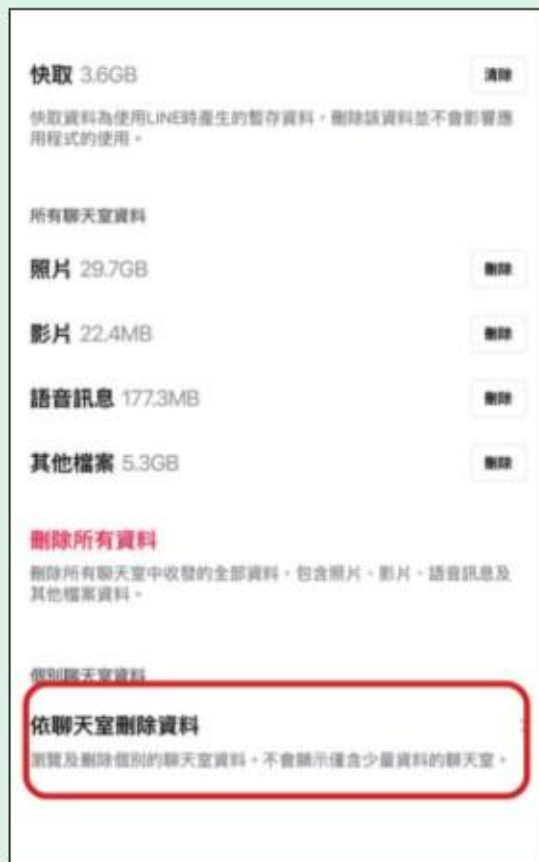 快取 3.6GB
清除
快取資料為使用LINE時產生的暫存資料，刪除該資料並不會影響應
用程式的使用。
所有聊天室資料
照片 29.7GB
刪除
影片 22.4MB
刪除
語音訊息 177.3MB
刪除
其他檔案 5.3GB
刪除
刪除所有資料
刪除所有聊天室中收發的全部資料，包含照片、影片、語音訊息及
其他檔案資料。
個別聊天室資料
依聊天室刪除資料
瀏覽及刪除個別的聊天室資料。不會顯示僅含少量資料的聊天室。